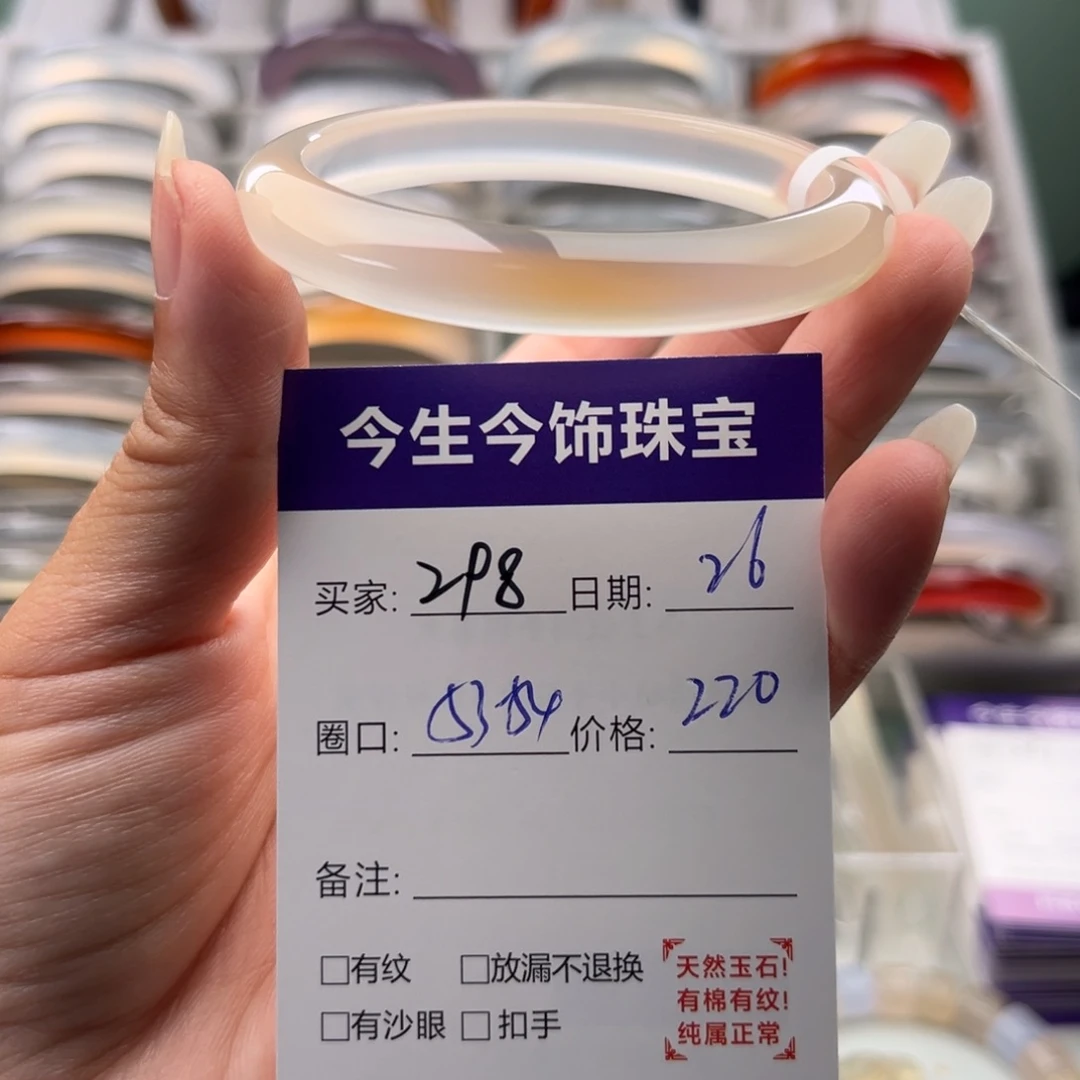 今生今饰珠宝
买家: 298 日期: 26
圈口: 53 54 价格: 220
备注:
□有纹 □放漏不退换
□有沙眼 □扣手
天然玉石!
有棉有纹!
纯属正常